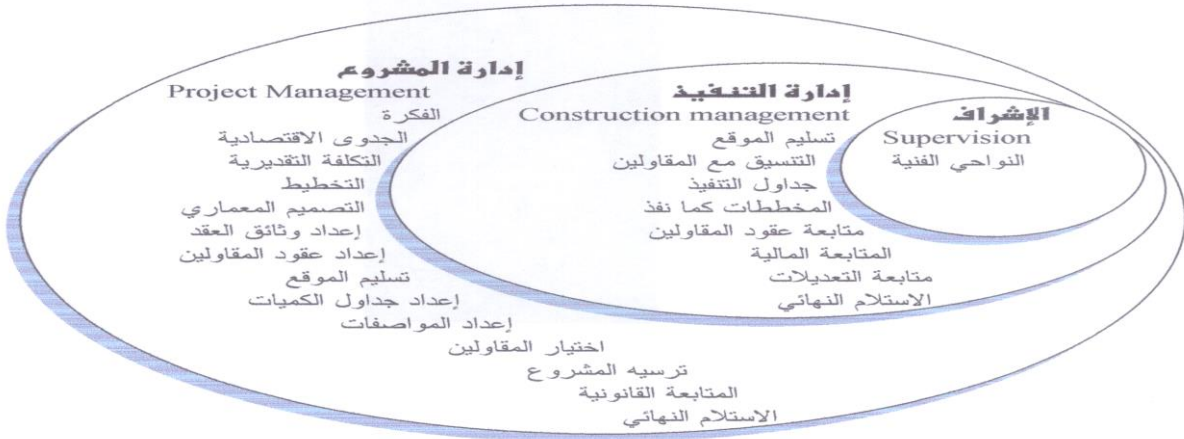 إدارة المشروع
Project Management
الفكرة
الجدوى الاقتصادية
التكلفة التقديرية
التخطيط
التصميم المعماري
إعداد وثائق العقد
إعداد عقود المقاولين
تسليم الموقع
إعداد جداول الكميات
إعداد المواصفات
اختيار المقاولين
ترسيه المشروع
المتابعة القانونية
الاستلام النهائي
إدارة التنفيذ
Construction management
تسليم الموقع
التنسيق مع المقاولين
جداول التنفيذ
المخططات كما نفذ
متابعة عقود المقاولين
المتابعة المالية
متابعة التعديلات
الاستلام النهائي
الإشراف
Supervision
النواحي الفنية